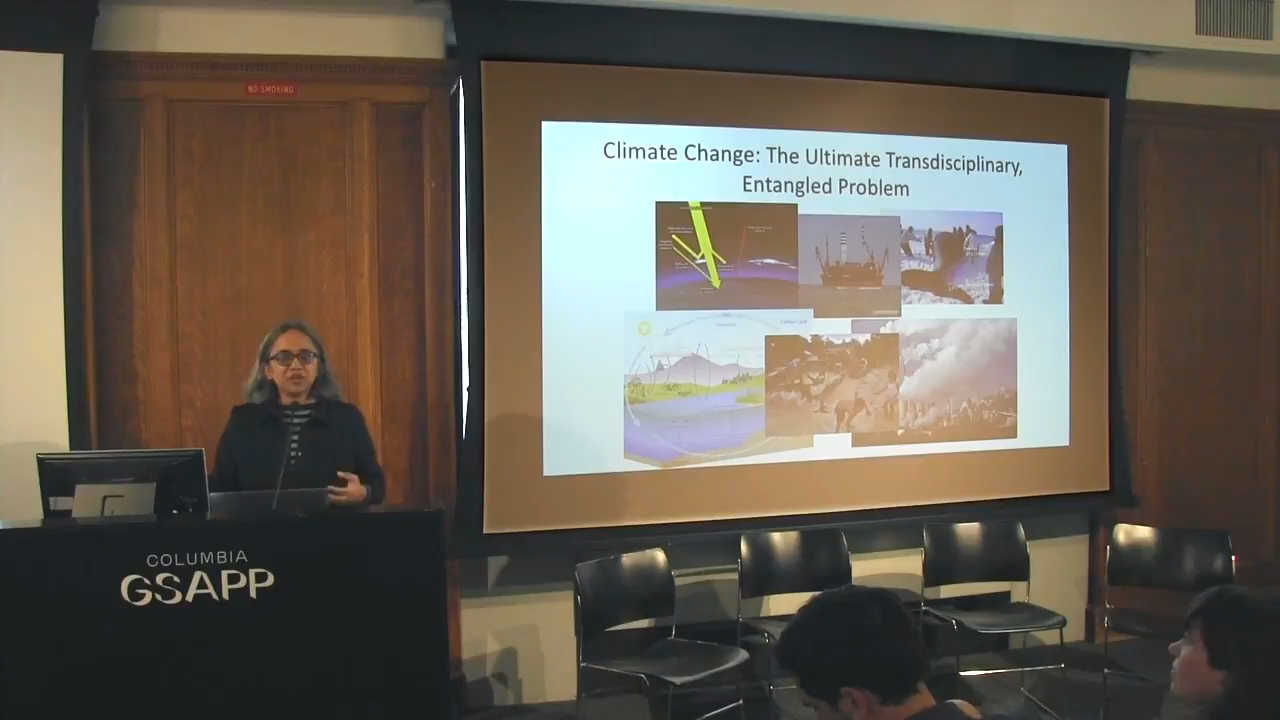 NO SMOKING
Climate Change: The Ultimate Transdisciplinary,
Entangled Problem
COLUMBIA
GSAPP